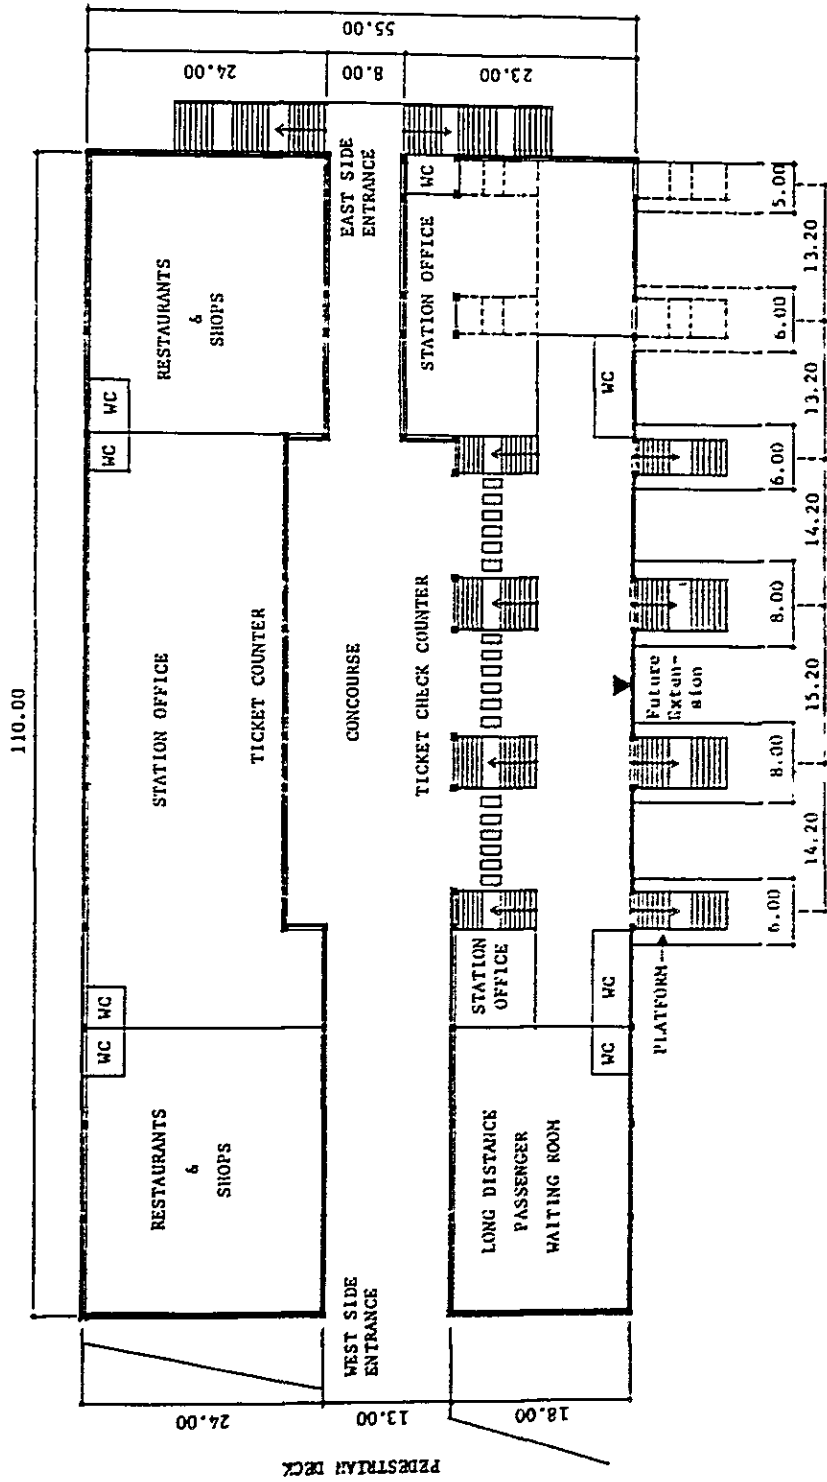 110.00
WC
WC
WC
WC
RESTAURANTS
&
SHOPS
STATION OFFICE
RESTAURANTS
&
SHOPS
TICKET COUNTER
WEST SIDE
ENTRANCE
CONCOURSE
EAST SIDE
ENTRANCE
TICKET CHECK COUNTER
STATION OFFICE
WC
STATION
OFFICE
LONG DISTANCE
PASSENGER
WAITING ROOM
WC
WC
WC
PLATFORM
Future
Exten-
sion
6.00
8.00
8.00
6.00
6.00
5.00
14.20
15.20
14.20
13.20
13.20
24.00
13.00
18.00
PEDESTRIAN DECK
24.00
8.00
23.00
55.00